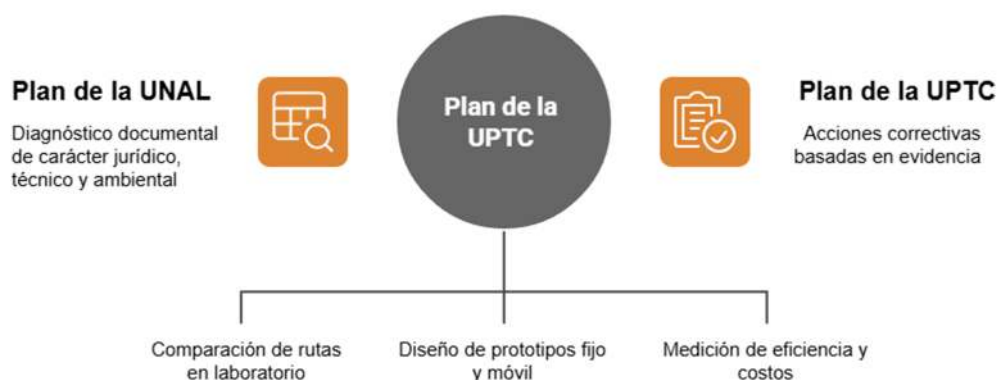 Plan de la UNAL
Diagnóstico documental
de carácter jurídico,
técnico y ambiental
Plan de la
UPTC
Plan de la UPTC
Acciones correctivas
basadas en evidencia
Comparación de rutas
en laboratorio
Diseño de prototipos fijo
y móvil
Medición de eficiencia y
costos